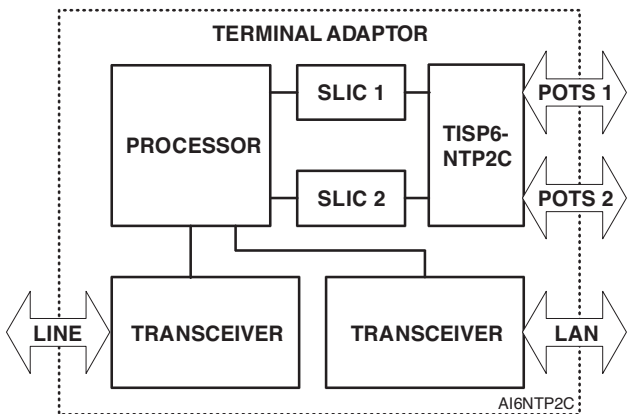 TERMINAL ADAPTOR
PROCESSOR
SLIC 1
SLIC 2
TISP6-
NTP2C
POTS 1
POTS 2
LINE
TRANSCEIVER
TRANSCEIVER
LAN
AI6NTP2C